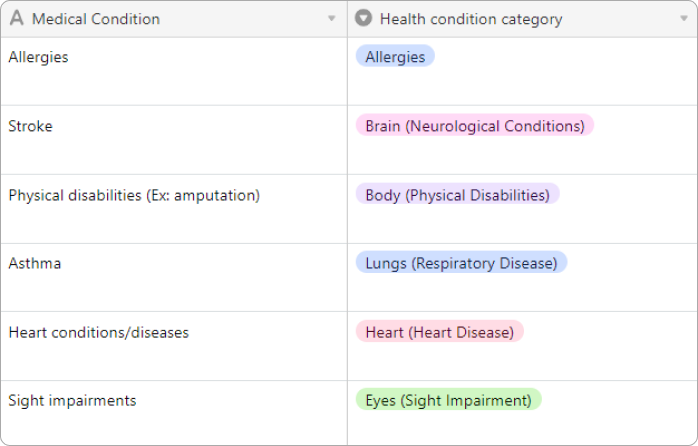 Medical Condition Health condition category
Allergies Allergies
Stroke Brain (Neurological Conditions)
Physical disabilities (Ex: amputation) Body (Physical Disabilities)
Asthma Lungs (Respiratory Disease)
Heart conditions/diseases Heart (Heart Disease)
Sight impairments Eyes (Sight Impairment)